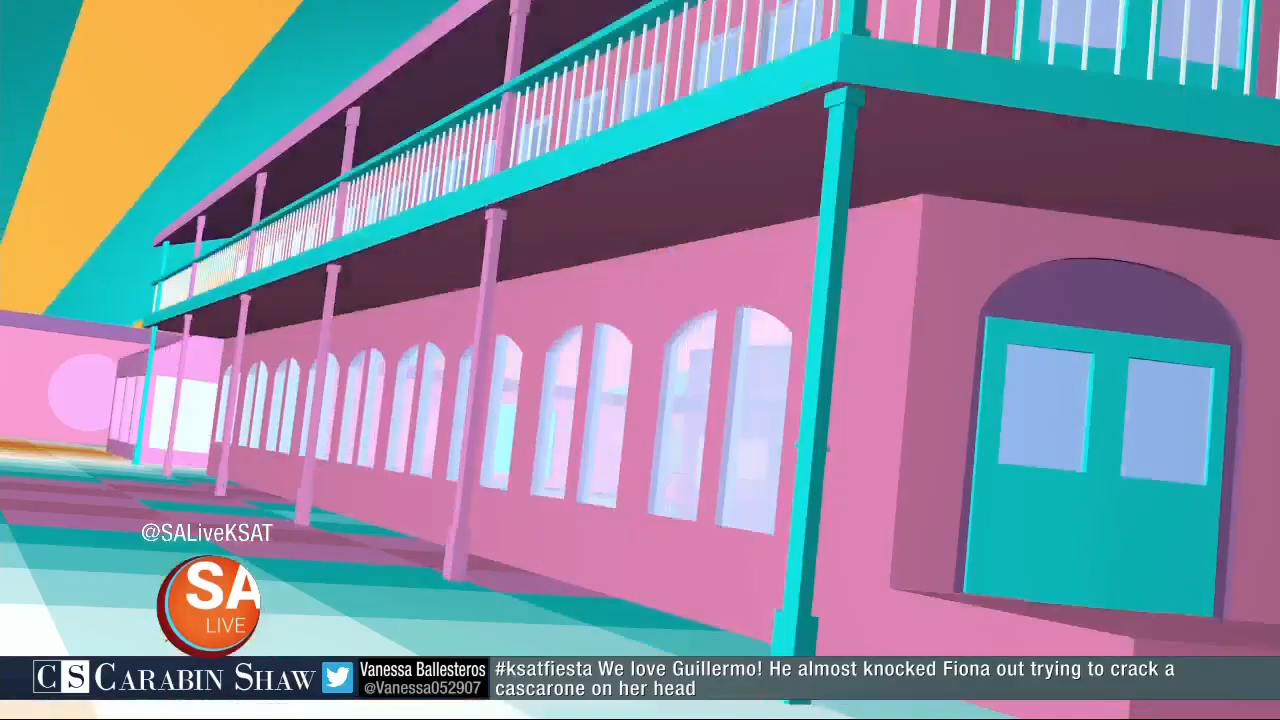 @SALiveKSAT
SA
LIVE
CS CARABIN SHAW
Vanessa Ballesteros
@Vanessa052907
#ksatfiesta We love Guillermo! He almost knocked Fiona out trying to crack a
cascarone on her head